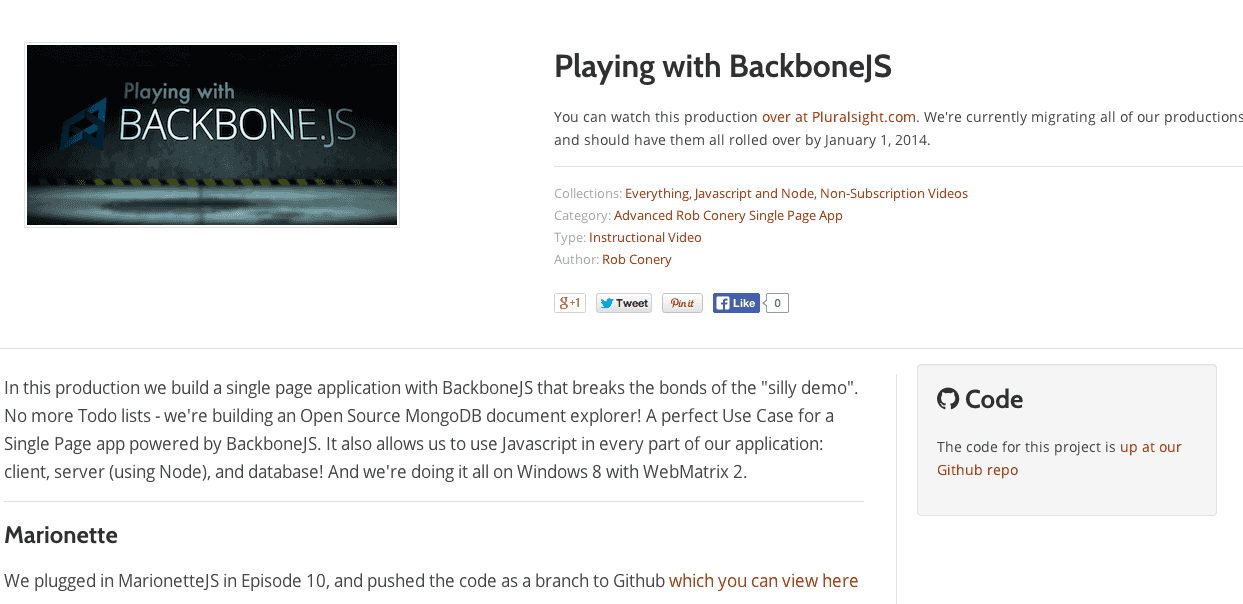 Playing with
BACKBONE.JS
Playing with BackboneJS
You can watch this production over at Pluralsight.com. We're currently migrating all of our productions
and should have them all rolled over by January 1, 2014.
Collections: Everything, Javascript and Node, Non-Subscription Videos
Category: Advanced Rob Conery Single Page App
Type: Instructional Video
Author: Rob Conery
g+1 Tweet Pin it Like 0
In this production we build a single page application with BackboneJS that breaks the bonds of the "silly demo".
No more Todo lists - we're building an Open Source MongoDB document explorer! A perfect Use Case for a
Single Page app powered by BackboneJS. It also allows us to use Javascript in every part of our application:
client, server (using Node), and database! And we're doing it all on Windows 8 with WebMatrix 2.
Marionette
We plugged in MarionetteJS in Episode 10, and pushed the code as a branch to Github which you can view here
Code
The code for this project is up at our
Github repo